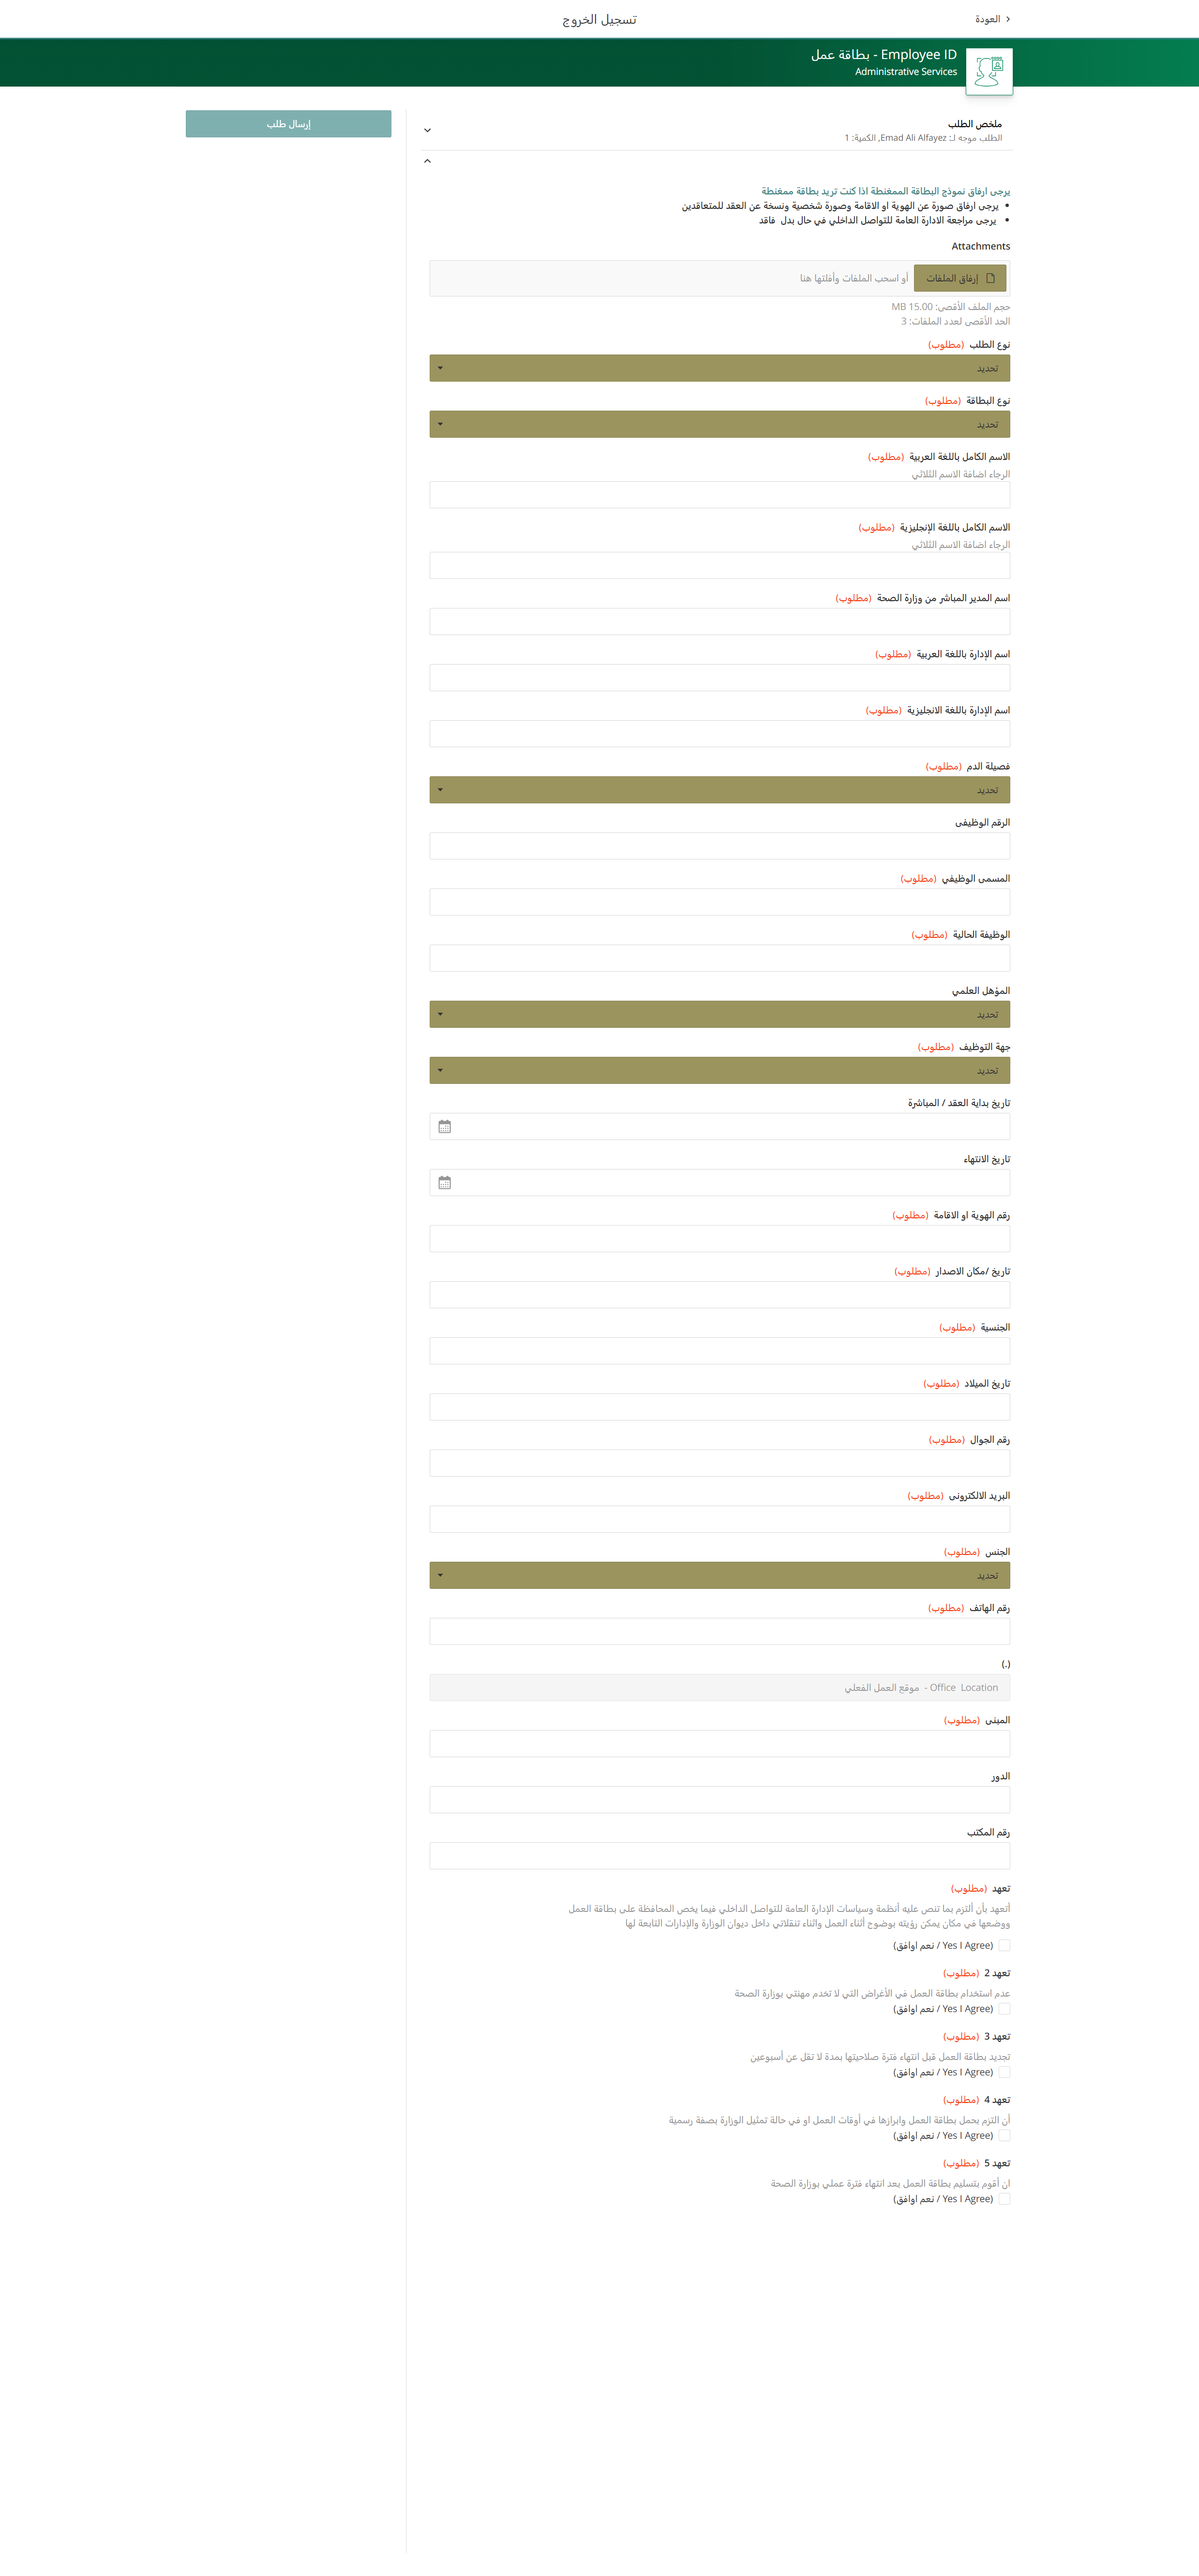 العودة
تسجيل الخروج
Employee ID - بطاقة عمل
Administrative Services
ملخص الطلب
الطلب موجه لـ: Emad Ali Alfayez, الكمية: 1
إرسال طلب
يرجى ارفاق نموذج البطاقة الممغنطة اذا كنت تريد بطاقة ممغنطة
• يرجى ارفاق صورة عن الهوية او الاقامة وصورة شخصية ونسخة عن العقد للمتعاقدين
• يرجى مراجعة الادارة العامة للتواصل الداخلي في حال بدل فاقد
Attachments
إرفاق الملفات أو اسحب الملفات وأفلتها هنا
حجم الملف الأقصى: 15.00 MB
الحد الأقصى لعدد الملفات: 3
نوع الطلب (مطلوب)
تحديد
نوع البطاقة (مطلوب)
تحديد
الاسم الكامل باللغة العربية (مطلوب)
الرجاء اضافة الاسم الثلاثي
الاسم الكامل باللغة الإنجليزية (مطلوب)
الرجاء اضافة الاسم الثلاثي
اسم المدير المباشر من وزارة الصحة (مطلوب)
اسم الإدارة باللغة العربية (مطلوب)
اسم الإدارة باللغة الانجليزية (مطلوب)
فصيلة الدم (مطلوب)
تحديد
الرقم الوظيفى
المسمى الوظيفي (مطلوب)
الوظيفة الحالية (مطلوب)
المؤهل العلمي
تحديد
جهة التوظيف (مطلوب)
تحديد
تاريخ بداية العقد / المباشرة
تاريخ الانتهاء
رقم الهوية او الاقامة (مطلوب)
تاريخ /مكان الاصدار (مطلوب)
الجنسية (مطلوب)
تاريخ الميلاد (مطلوب)
رقم الجوال (مطلوب)
البريد الالكترونى (مطلوب)
الجنس (مطلوب)
تحديد
رقم الهاتف (مطلوب)
(.)
Office Location - موقع العمل الفعلي
المبنى (مطلوب)
الدور
رقم المكتب
تعهد (مطلوب)
أتعهد بأن ألتزم بما تنص عليه أنظمة وسياسات الإدارة العامة للتواصل الداخلي فيما يخص المحافظة على بطاقة العمل
ووضعها في مكان يمكن رؤيته بوضوح أثناء العمل واثناء تنقلاتي داخل ديوان الوزارة والإدارات التابعة لها
(Yes I Agree / نعم اوافق)
تعهد 2 (مطلوب)
عدم استخدام بطاقة العمل في الأغراض التي لا تخدم مهنتي بوزارة الصحة
(Yes I Agree / نعم اوافق)
تعهد 3 (مطلوب)
تجديد بطاقة العمل قبل انتهاء فترة صلاحيتها بمدة لا تقل عن أسبوعين
(Yes I Agree / نعم اوافق)
تعهد 4 (مطلوب)
أن التزم بحمل بطاقة العمل وابرازها في أوقات العمل او في حالة تمثيل الوزارة بصفة رسمية
(Yes I Agree / نعم اوافق)
تعهد 5 (مطلوب)
ان أقوم بتسليم بطاقة العمل بعد انتهاء فترة عملي بوزارة الصحة
(Yes I Agree / نعم اوافق)